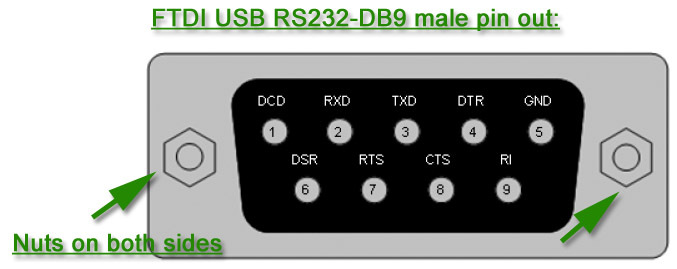 FTDI USB RS232-DB9 male pin out:
DCD RXD TXD DTR GND
1 2 3 4 5
DSR RTS CTS RI
6 7 8 9
Nuts on both sides